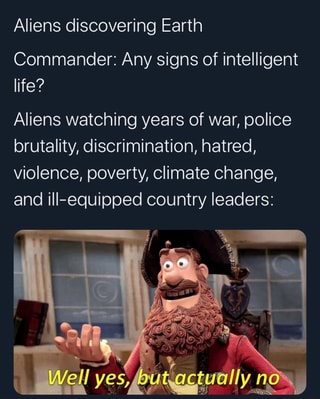 Aliens discovering Earth
Commander: Any signs of intelligent
life?
Aliens watching years of war, police
brutality, discrimination, hatred,
violence, poverty, climate change,
and ill-equipped country leaders:
Well yes, but actually no